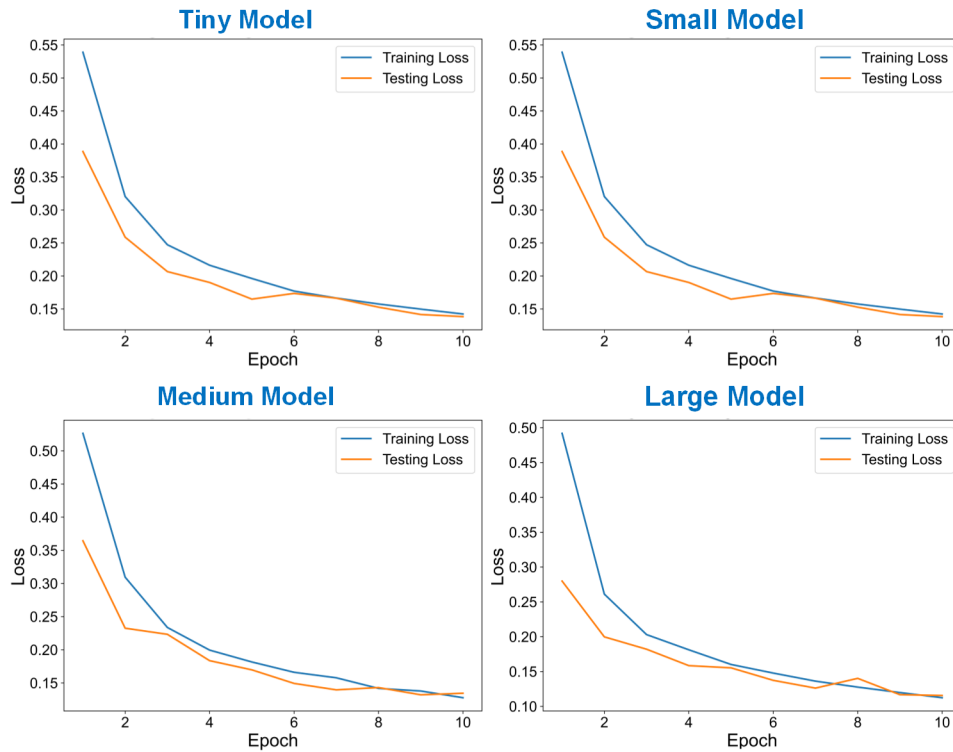 Tiny Model
Training Loss
Testing Loss
0.55
0.50
0.45
0.40
0.35
0.30
0.25
0.20
0.15
Loss
2 4 6 8 10
Epoch
Small Model
Training Loss
Testing Loss
0.55
0.50
0.45
0.40
0.35
0.30
0.25
0.20
0.15
Loss
2 4 6 8 10
Epoch
Medium Model
Training Loss
Testing Loss
0.50
0.45
0.40
0.35
0.30
0.25
0.20
0.15
Loss
2 4 6 8 10
Epoch
Large Model
Training Loss
Testing Loss
0.50
0.45
0.40
0.35
0.30
0.25
0.20
0.15
0.10
Loss
2 4 6 8 10
Epoch